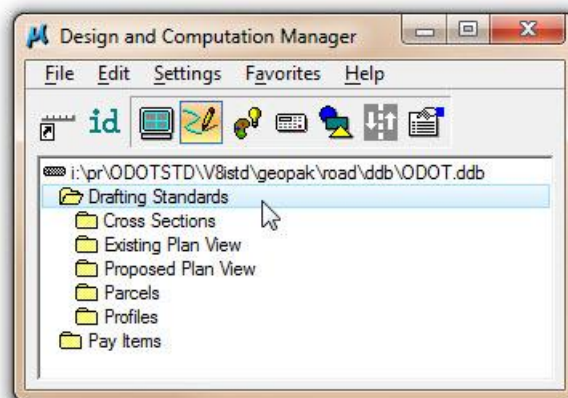 Design and Computation Manager
File Edit Settings Favorites Help
id
i:\pr\ODOTSTD\V8istd\geopak\road\ddb\ODOT.ddb
Drafting Standards
Cross Sections
Existing Plan View
Proposed Plan View
Parcels
Profiles
Pay Items